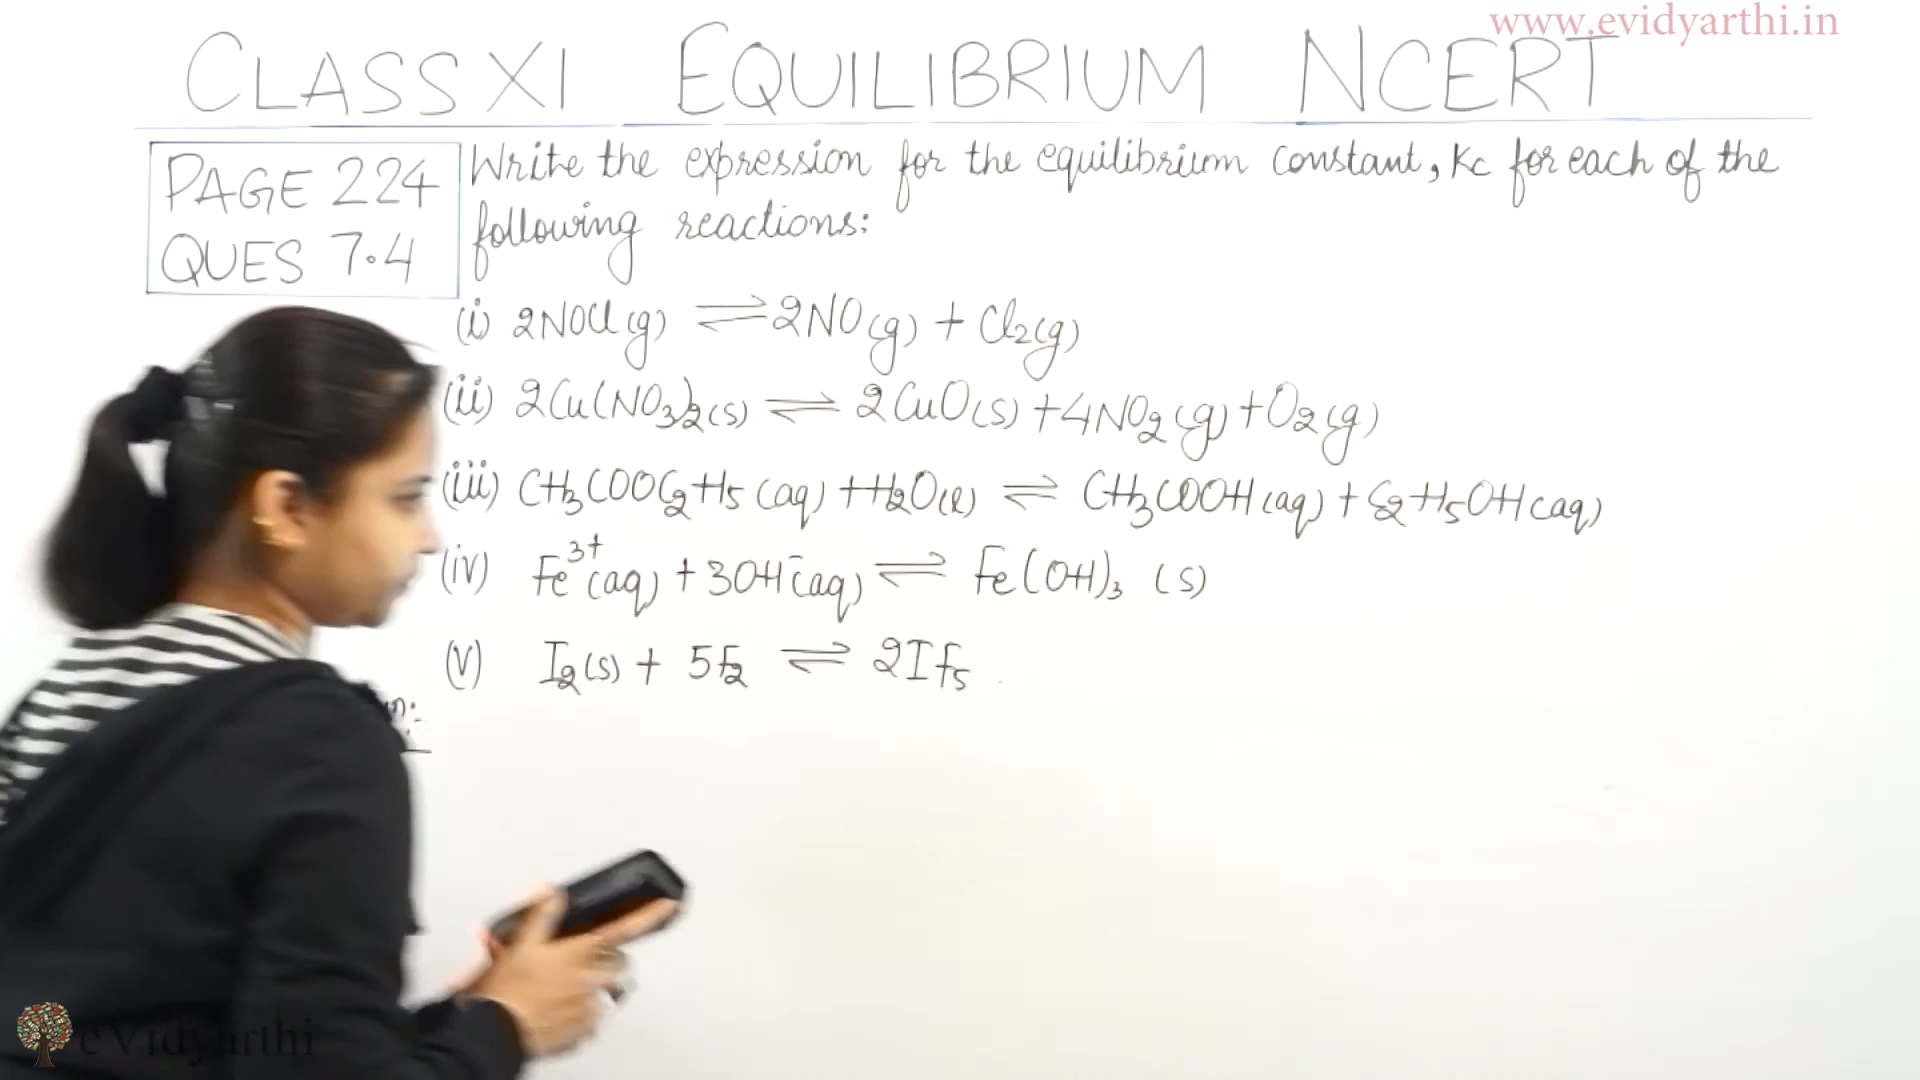 www.evidyarthi.in
CLASS XI EQUILIBRIUM NCERT
PAGE 224
QUES 7.4
Write the expression for the equilibrium constant, Kc for each of the
following reactions:
(i) 2NOCl(g) ⇌ 2NO(g) + Cl₂(g)
(ii) 2Cu(NO₃)₂(s) ⇌ 2CuO(s) + 4NO₂(g) + O₂(g)
(iii) CH₃COOC₂H₅(aq) + H₂O(l) ⇌ CH₃COOH(aq) + C₂H₅OH(aq)
(iv) Fe³⁺(aq) + 3OH⁻(aq) ⇌ Fe(OH)₃ (s)
(v) I₂(s) + 5F₂ ⇌ 2IF₅
eVidyarthi